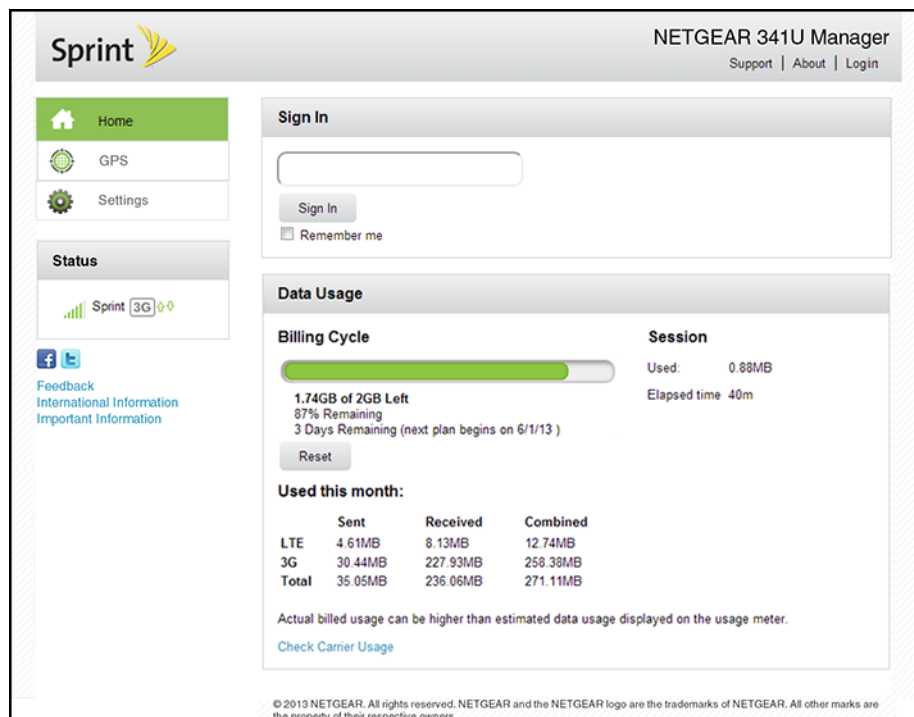 Sprint
NETGEAR 341U Manager
Support | About | Login
Home
GPS
Settings
Status
Sprint 3G
Feedback
International Information
Important Information
Sign In
Sign In
Remember me
Data Usage
Billing Cycle
1.74GB of 2GB Left
87% Remaining
3 Days Remaining (next plan begins on 6/1/13 )
Reset
Session
Used: 0.88MB
Elapsed time 40m
Used this month:
Sent Received Combined
LTE 4.61MB 8.13MB 12.74MB
3G 30.44MB 227.93MB 258.38MB
Total 35.05MB 236.06MB 271.11MB
Actual billed usage can be higher than estimated data usage displayed on the usage meter.
Check Carrier Usage
© 2013 NETGEAR. All rights reserved. NETGEAR and the NETGEAR logo are the trademarks of NETGEAR. All other marks are
the property of their respective owners.